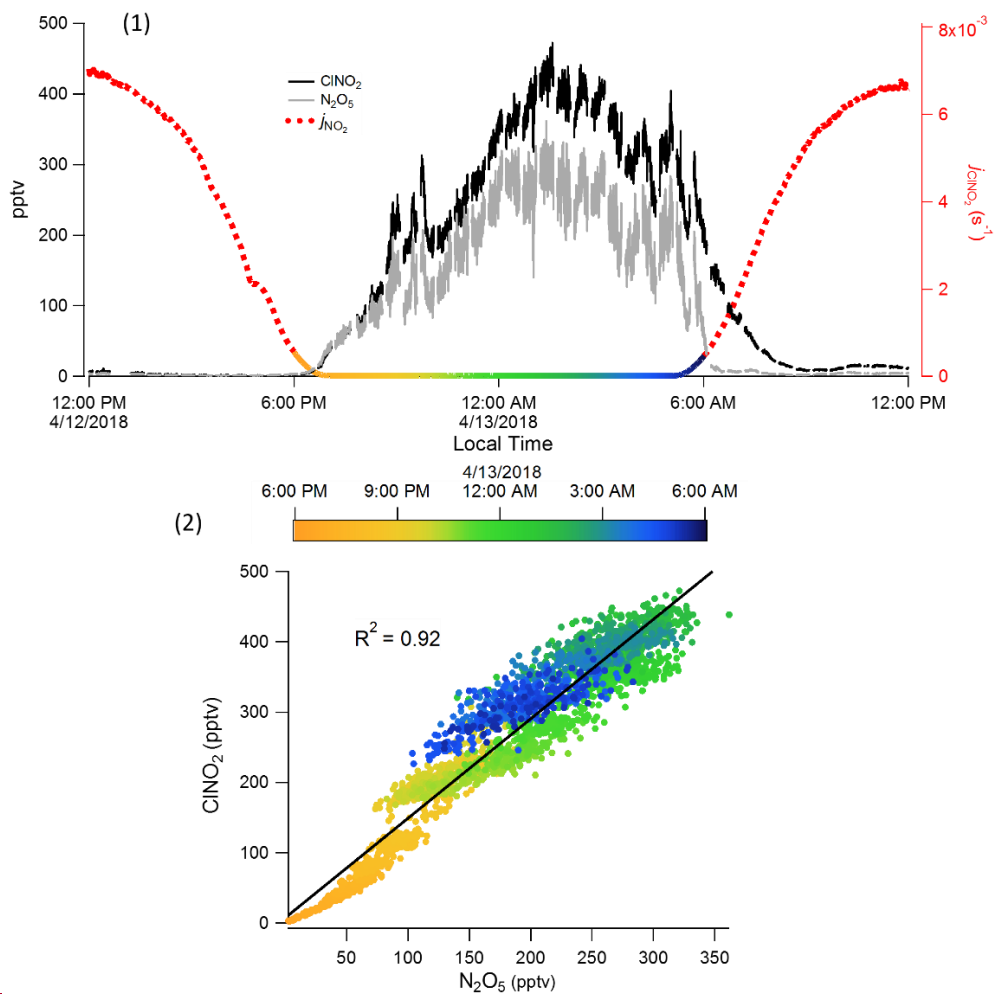 (1)
500
400
300
200
100
0
pptv
ClNO₂
N₂O₅
jNO₂
8x10⁻³
6
4
2
0
jClNO₂ (s⁻¹)
12:00 PM 6:00 PM 12:00 AM 6:00 AM 12:00 PM
4/12/2018 4/13/2018
Local Time
4/13/2018
6:00 PM 9:00 PM 12:00 AM 3:00 AM 6:00 AM
(2)
500
400
300
200
100
0
ClNO₂ (pptv)
R² = 0.92
50 100 150 200 250 300 350
N₂O₅ (pptv)